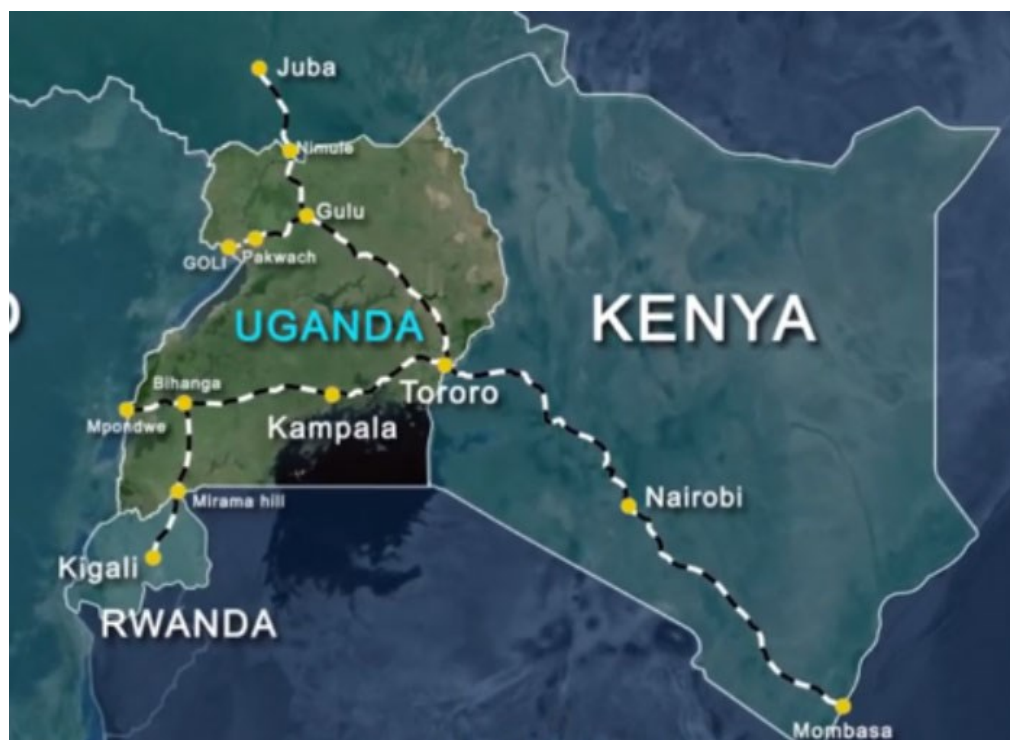 Juba
Nimule
Gulu
GOLI
Pakwach
UGANDA
KENYA
Bihanga
Tororo
Mpondwe
Kampala
Mirama hill
Nairobi
Kigali
RWANDA
Mombasa